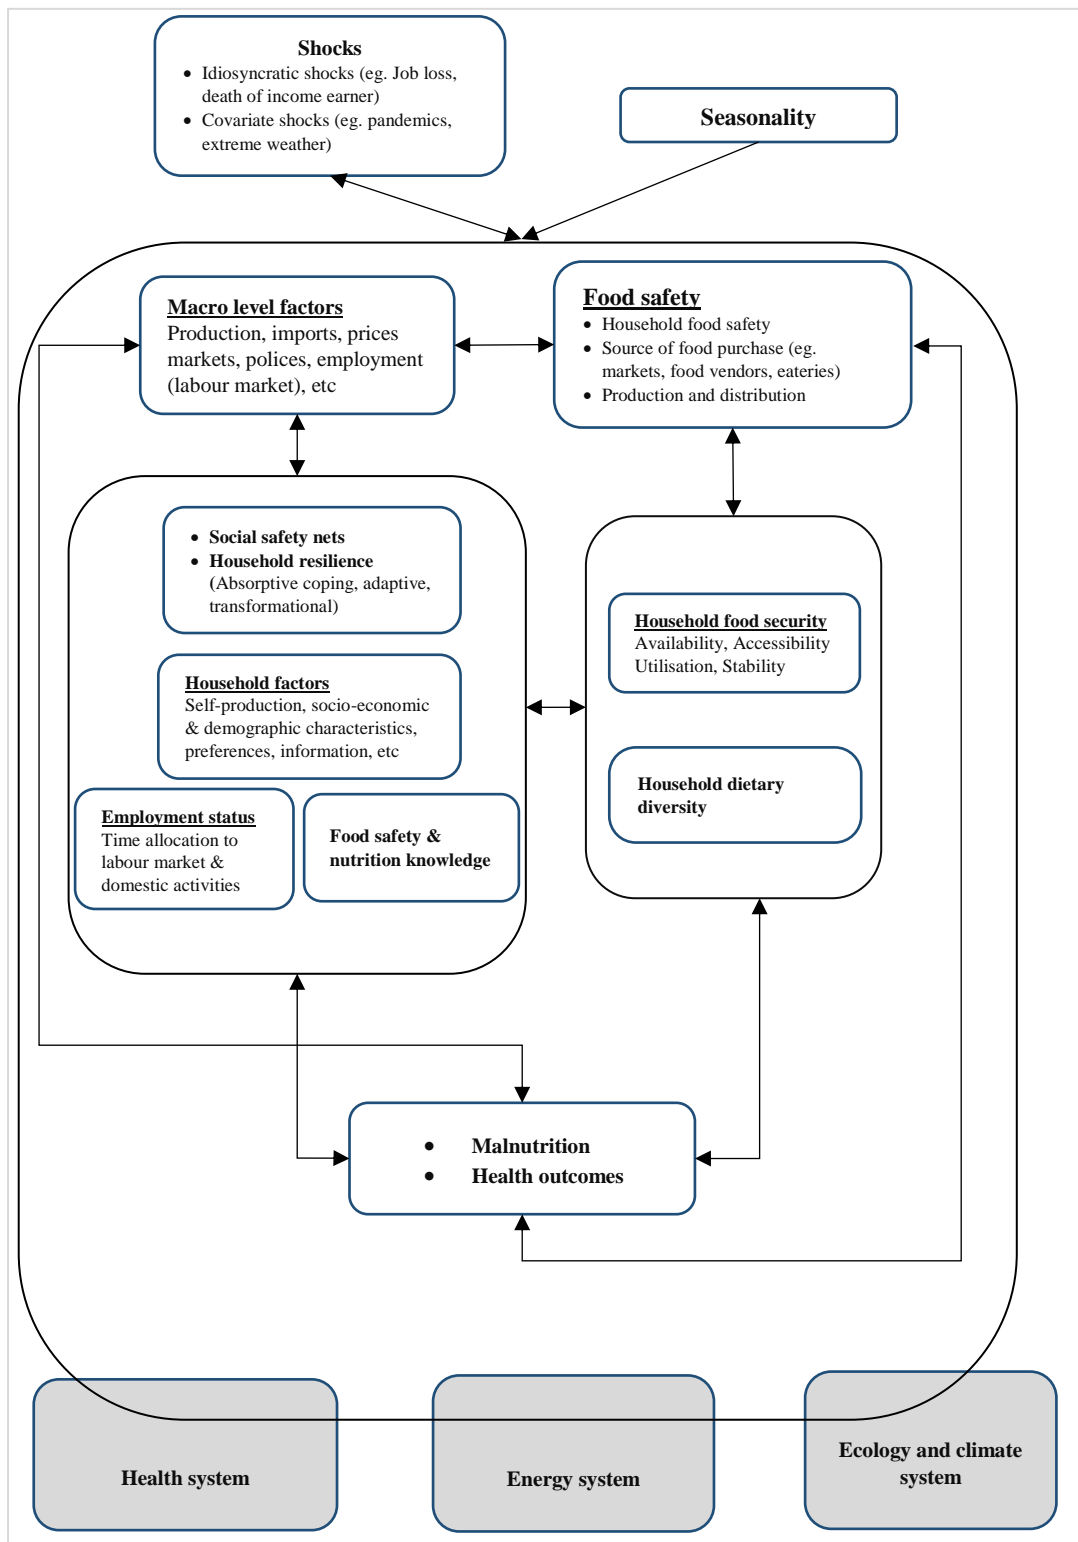 Shocks
• Idiosyncratic shocks (eg. Job loss,
death of income earner)
• Covariate shocks (eg. pandemics,
extreme weather)
Seasonality
Macro level factors
Production, imports, prices
markets, polices, employment
(labour market), etc
Food safety
• Household food safety
• Source of food purchase (eg.
markets, food vendors, eateries)
• Production and distribution
• Social safety nets
• Household resilience
(Absorptive coping, adaptive,
transformational)
Household factors
Self-production, socio-economic
& demographic characteristics,
preferences, information, etc
Employment status
Time allocation to
labour market &
domestic activities
Food safety &
nutrition knowledge
Household food security
Availability, Accessibility
Utilisation, Stability
Household dietary
diversity
• Malnutrition
• Health outcomes
Health system
Energy system
Ecology and climate
system